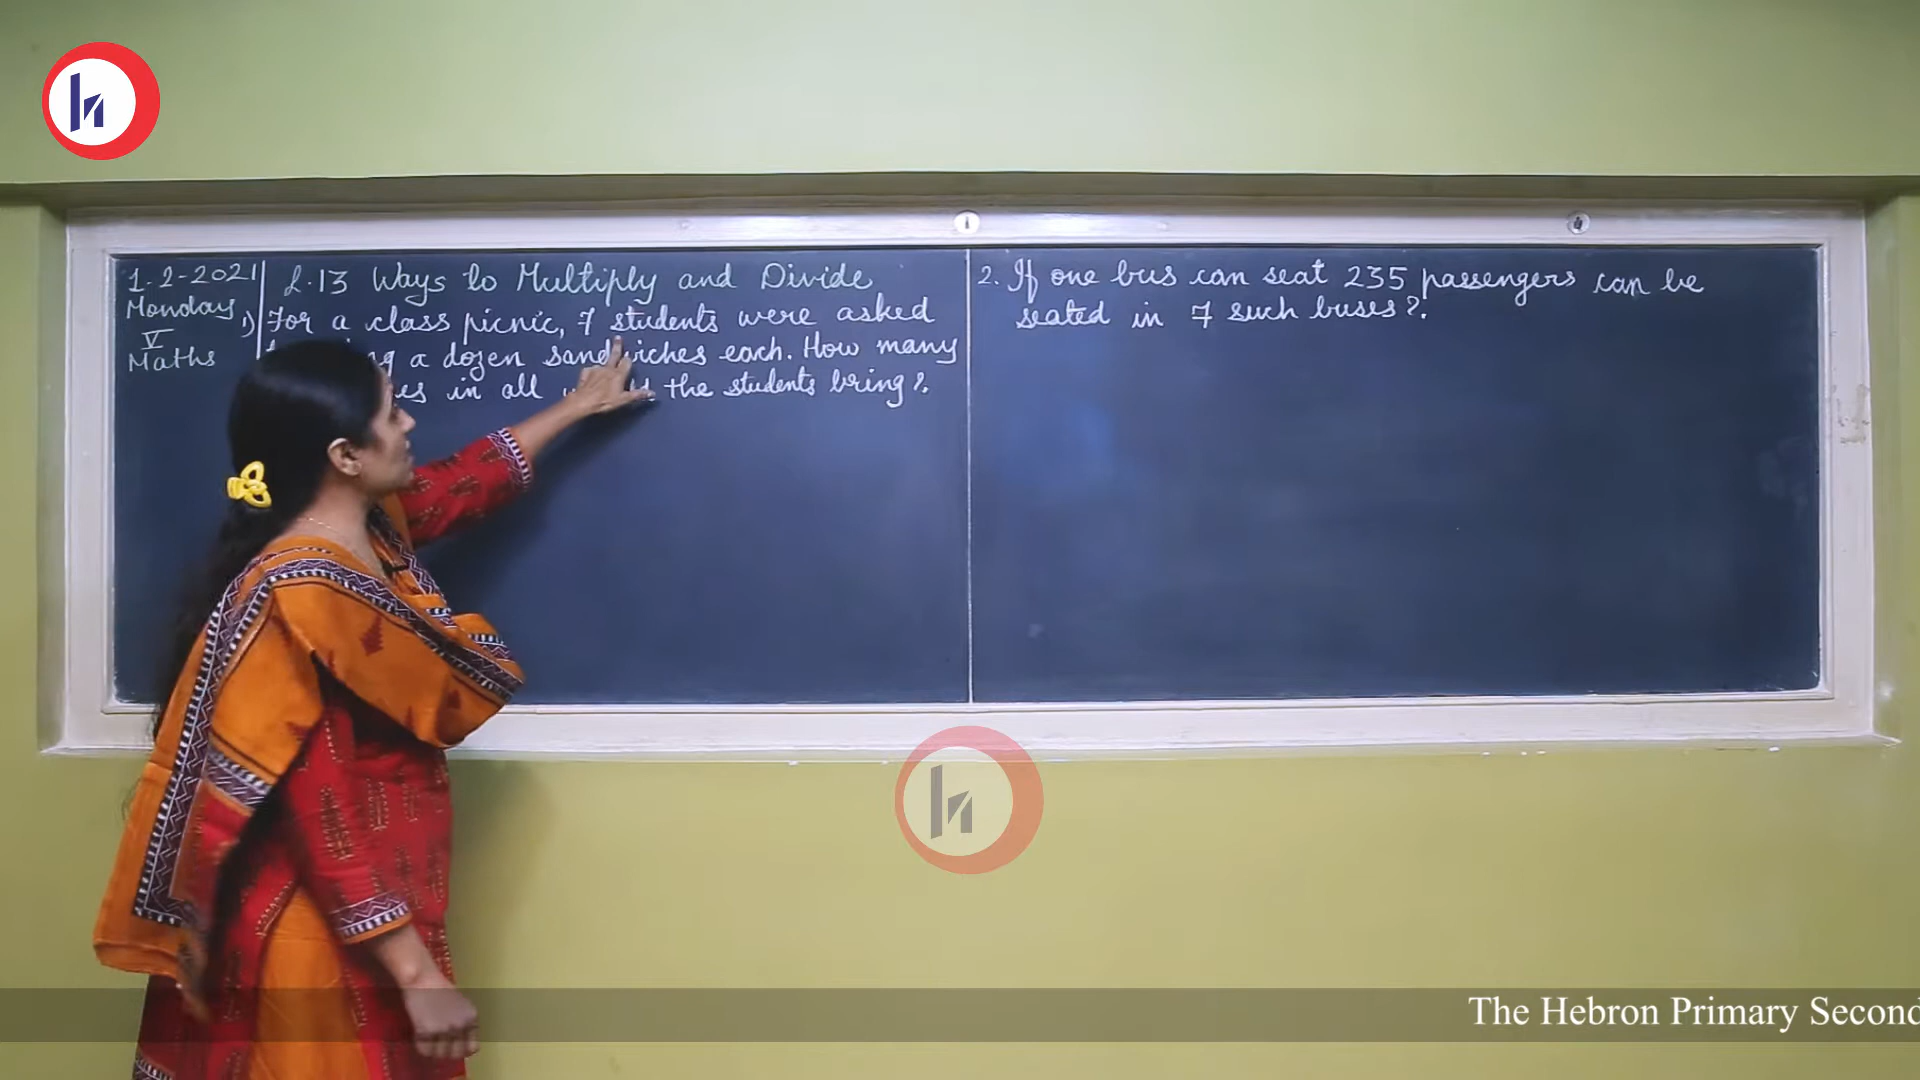 1-2-2021
Monday
V
Maths
L.13 Ways to Multiply and Divide
1) For a class picnic, 7 students were asked
a dozen sandwiches each. How many
in all the students bring?
2. If one bus can seat 235 passengers can be
seated in 7 such buses?
The Hebron Primary Second